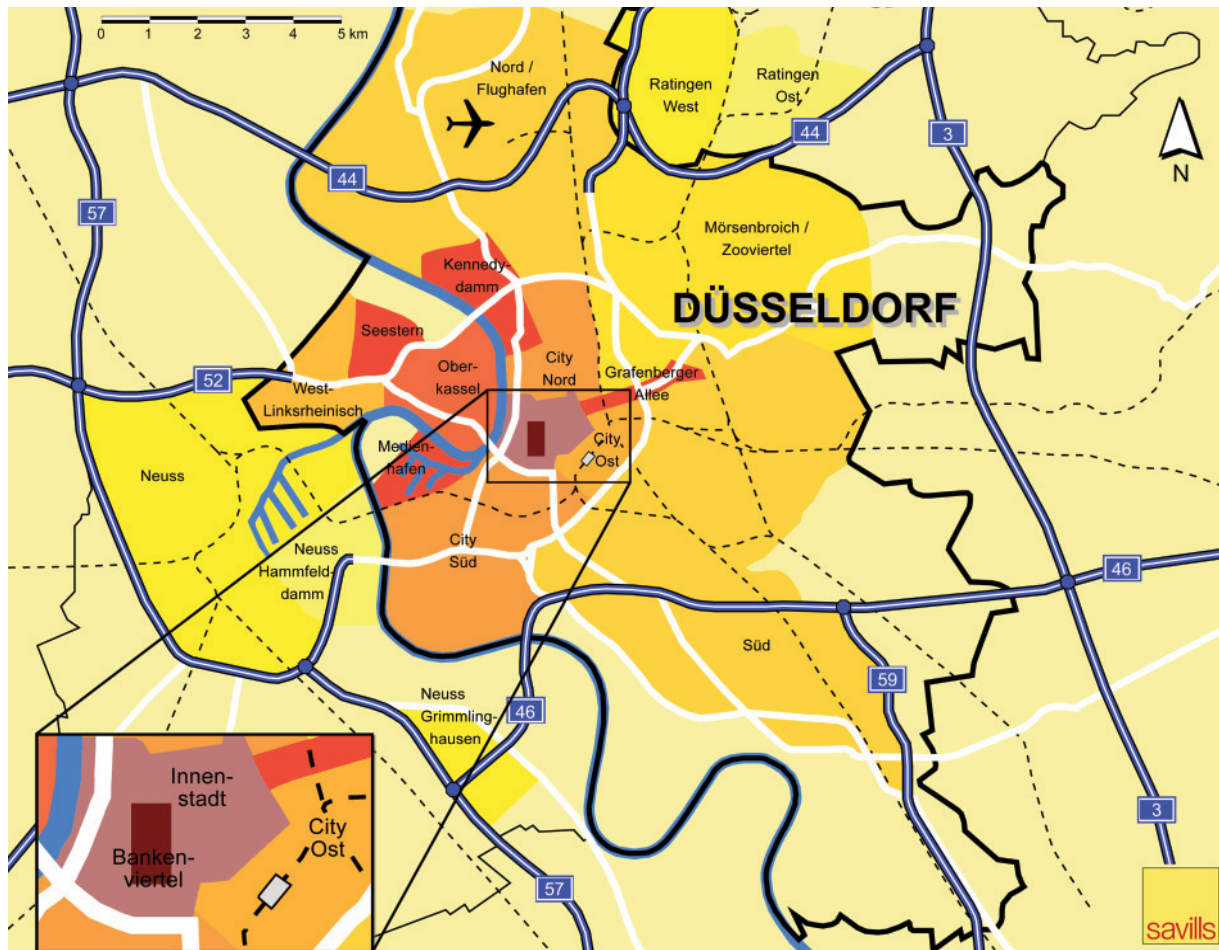 0 1 2 3 4 5 km
Nord /
Flughafen
Ratingen
West
Ratingen
Ost
44
3
N
44
57
Mörsenbroich /
Zooviertel
Kennedy-
damm
DÜSSELDORF
Seestern
Ober-
kassel
City
Nord
Grafenberger
Allee
52
West-
Linksrheinisch
Medien-
hafen
City
Ost
Neuss
City
Süd
Neuss
Hammfeld-
damm
46
Süd
59
Neuss
Grimmling-
hausen
46
Innen-
stadt
City
Ost
Banken-
viertel
3
57
savills